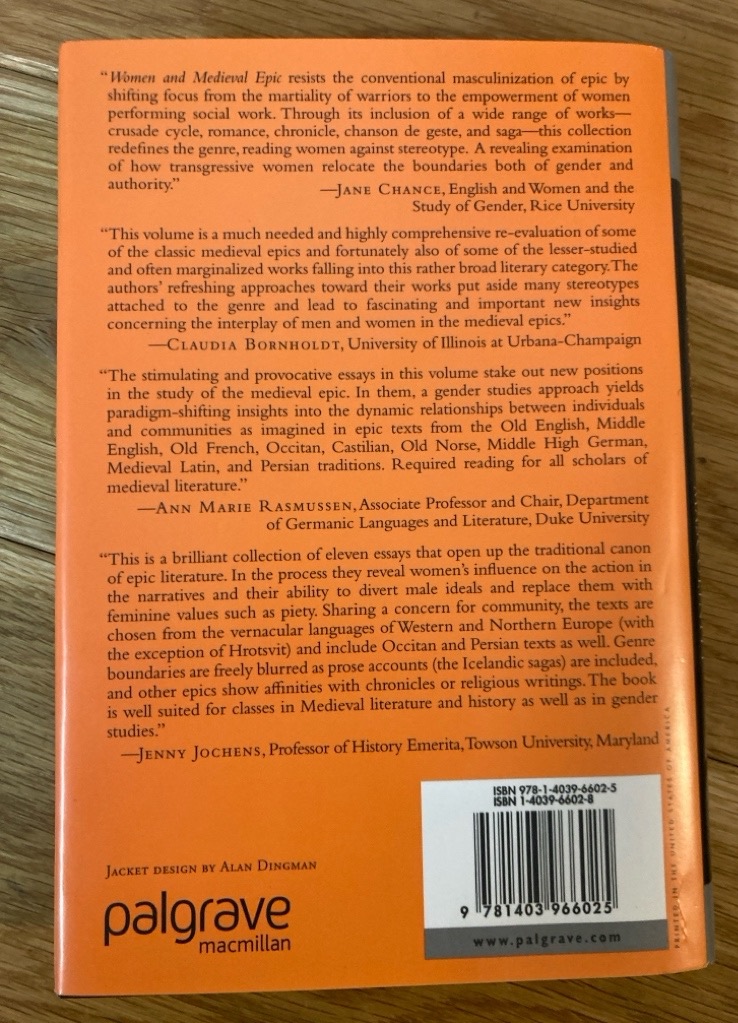 “Women and Medieval Epic resists the conventional masculinization of epic by
shifting focus from the martiality of warriors to the empowerment of women
performing social work. Through its inclusion of a wide range of works—
crusade cycle, romance, chronicle, chanson de geste, and saga—this collection
redefines the genre, reading women against stereotype. A revealing examination
of how transgressive women relocate the boundaries both of gender and
authority.”
—JANE CHANCE, English and Women and the
Study of Gender, Rice University
“This volume is a much needed and highly comprehensive re-evaluation of some
of the classic medieval epics and fortunately also of some of the lesser-studied
and often marginalized works falling into this rather broad literary category. The
authors’ refreshing approaches toward their works put aside many stereotypes
attached to the genre and lead to fascinating and important new insights
concerning the interplay of men and women in the medieval epics.”
—CLAUDIA BORNHOLDT, University of Illinois at Urbana-Champaign
“The stimulating and provocative essays in this volume stake out new positions
in the study of the medieval epic. In them, a gender studies approach yields
paradigm-shifting insights into the dynamic relationships between individuals
and communities as imagined in epic texts from the Old English, Middle
English, Old French, Occitan, Castilian, Old Norse, Middle High German,
Medieval Latin, and Persian traditions. Required reading for all scholars of
medieval literature.”
—ANN MARIE RASMUSSEN, Associate Professor and Chair, Department
of Germanic Languages and Literature, Duke University
“This is a brilliant collection of eleven essays that open up the traditional canon
of epic literature. In the process they reveal women’s influence on the action in
the narratives and their ability to divert male ideals and replace them with
feminine values such as piety. Sharing a concern for community, the texts are
chosen from the vernacular languages of Western and Northern Europe (with
the exception of Hrotsvit) and include Occitan and Persian texts as well. Genre
boundaries are freely blurred as prose accounts (the Icelandic sagas) are included,
and other epics show affinities with chronicles or religious writings. The book
is well suited for classes in Medieval literature and history as well as in gender
studies.”
—JENNY JOCHENS, Professor of History Emerita, Towson University, Maryland
JACKET DESIGN BY ALAN DINGMAN
palgrave
macmillan
ISBN 978-1-4039-6602-5
ISBN 1-4039-6602-8
9 781403 966025
www.palgrave.com
PRINTED IN THE UNITED STATES OF AMERICA